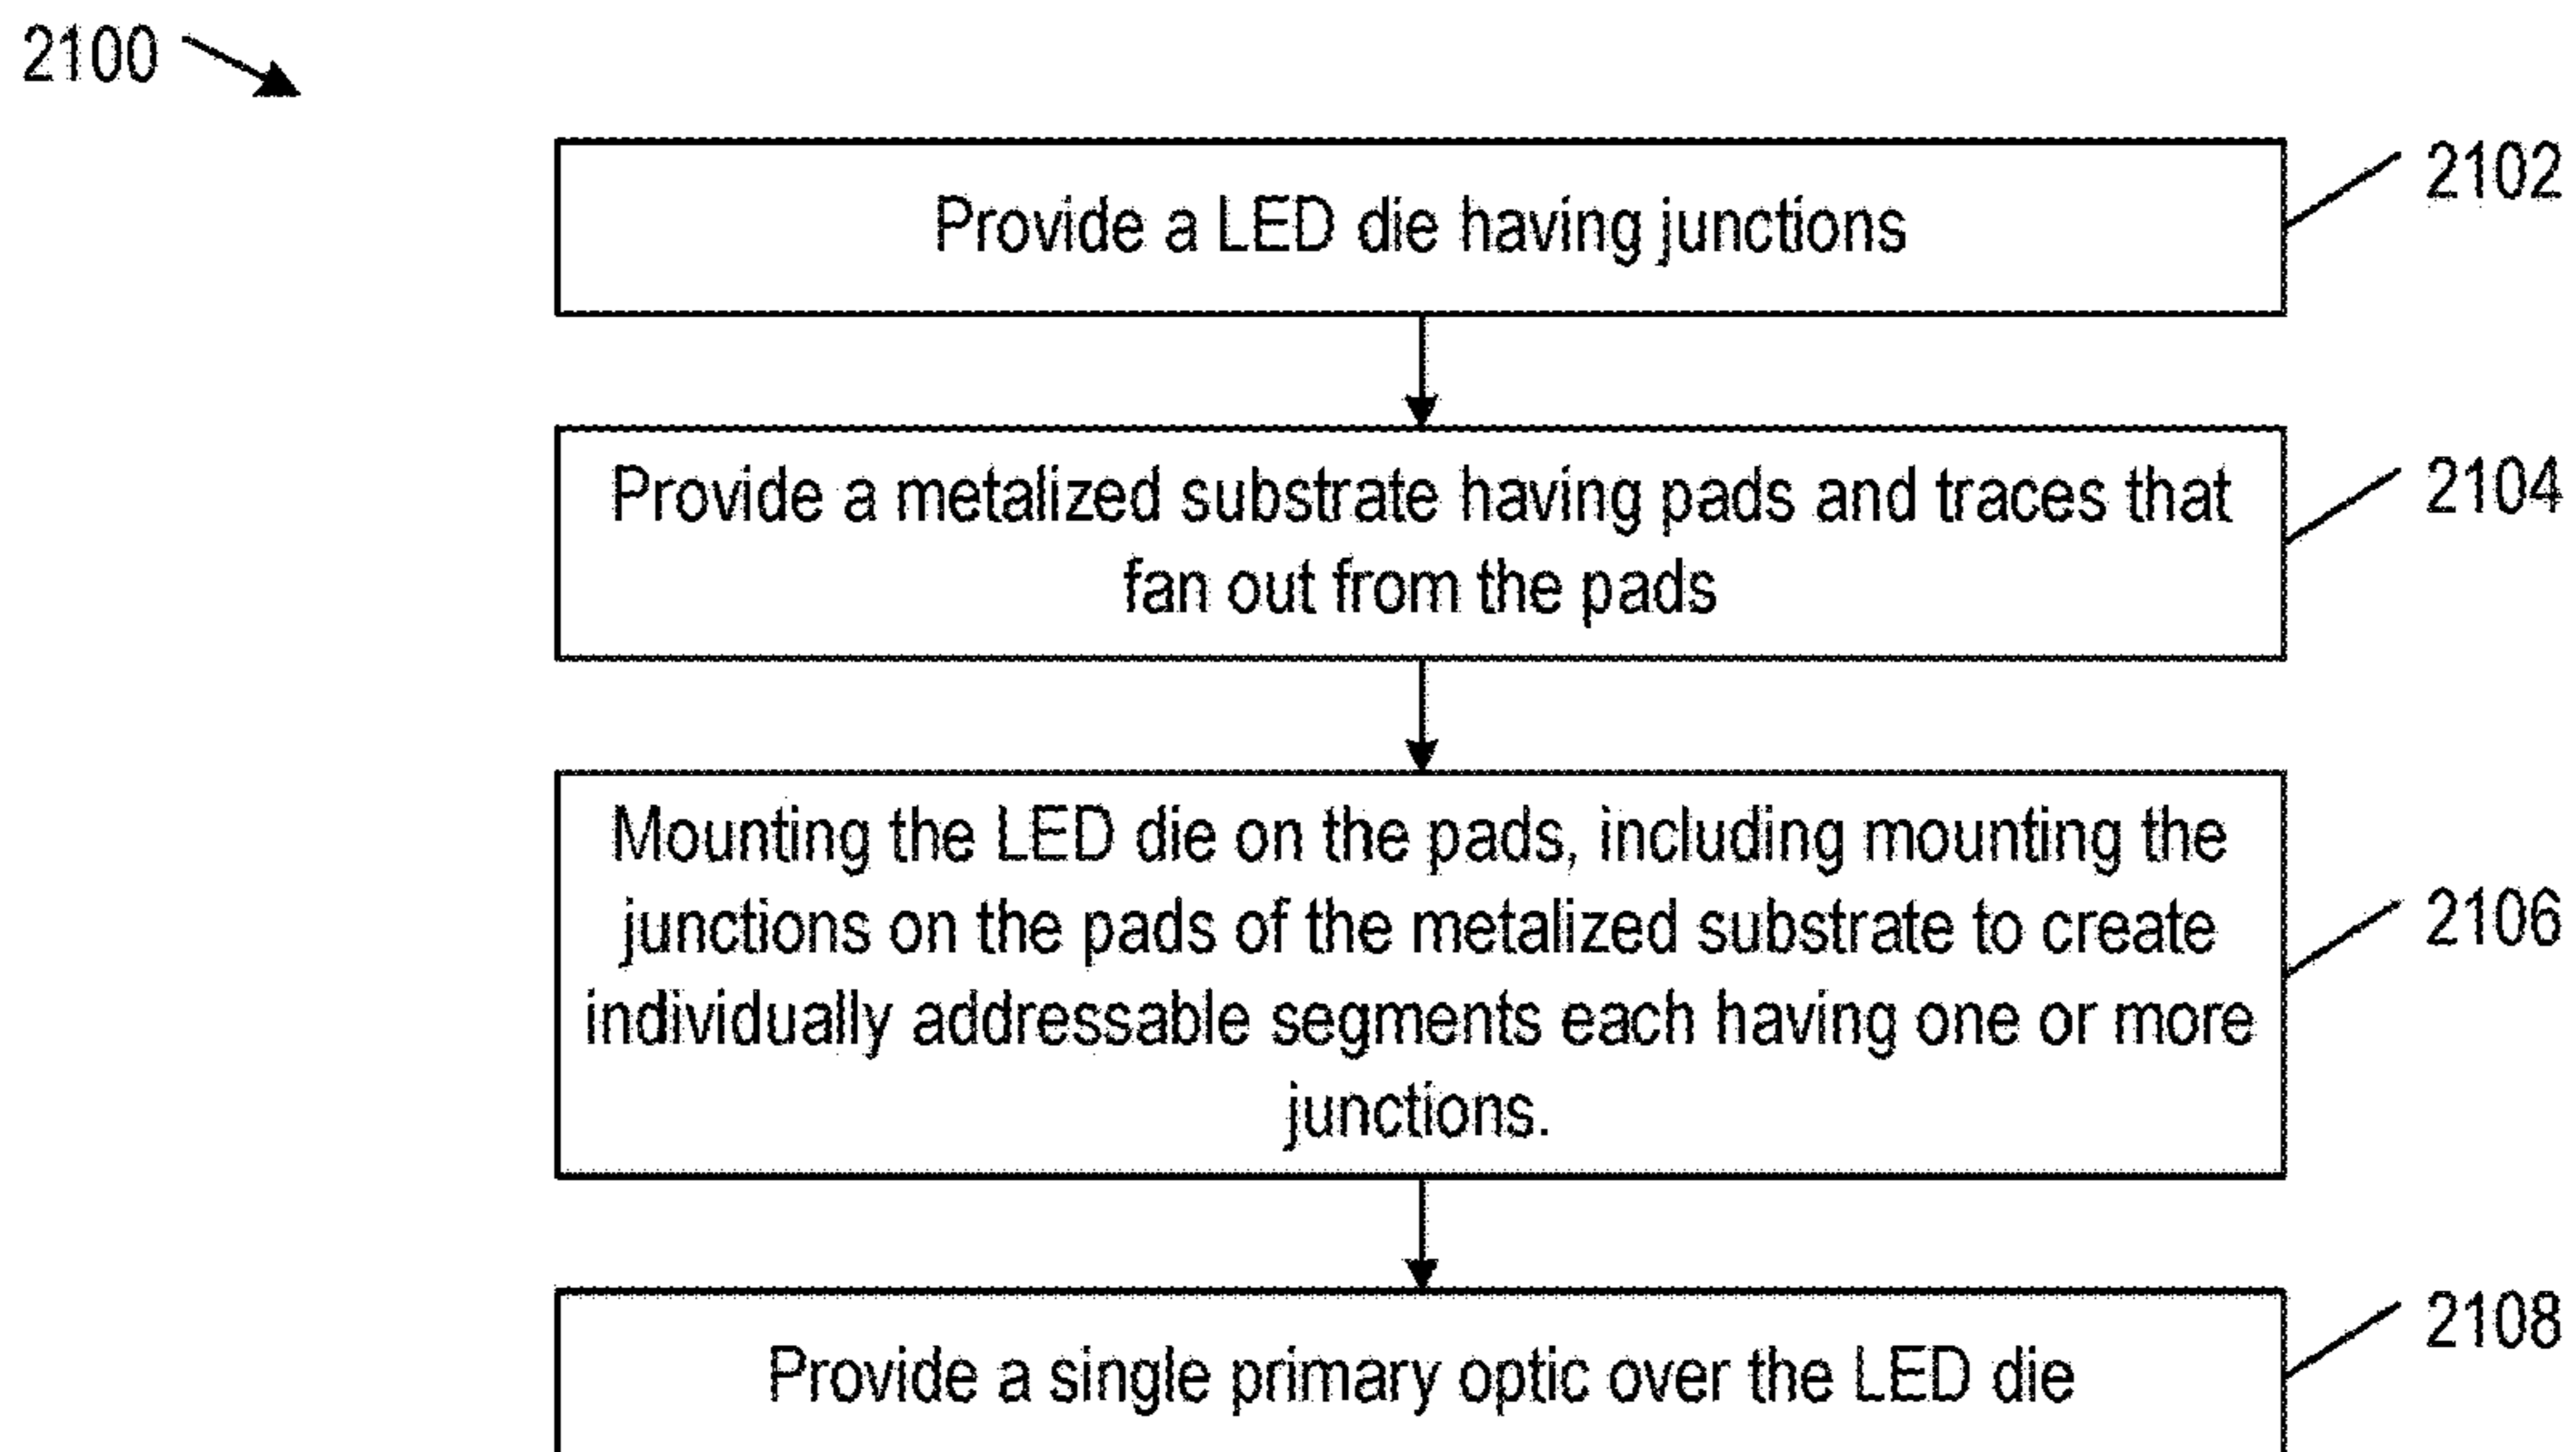 2100
Provide a LED die having junctions
2102
Provide a metalized substrate having pads and traces that
fan out from the pads
2104
Mounting the LED die on the pads, including mounting the
junctions on the pads of the metalized substrate to create
individually addressable segments each having one or more
junctions.
2106
Provide a single primary optic over the LED die
2108